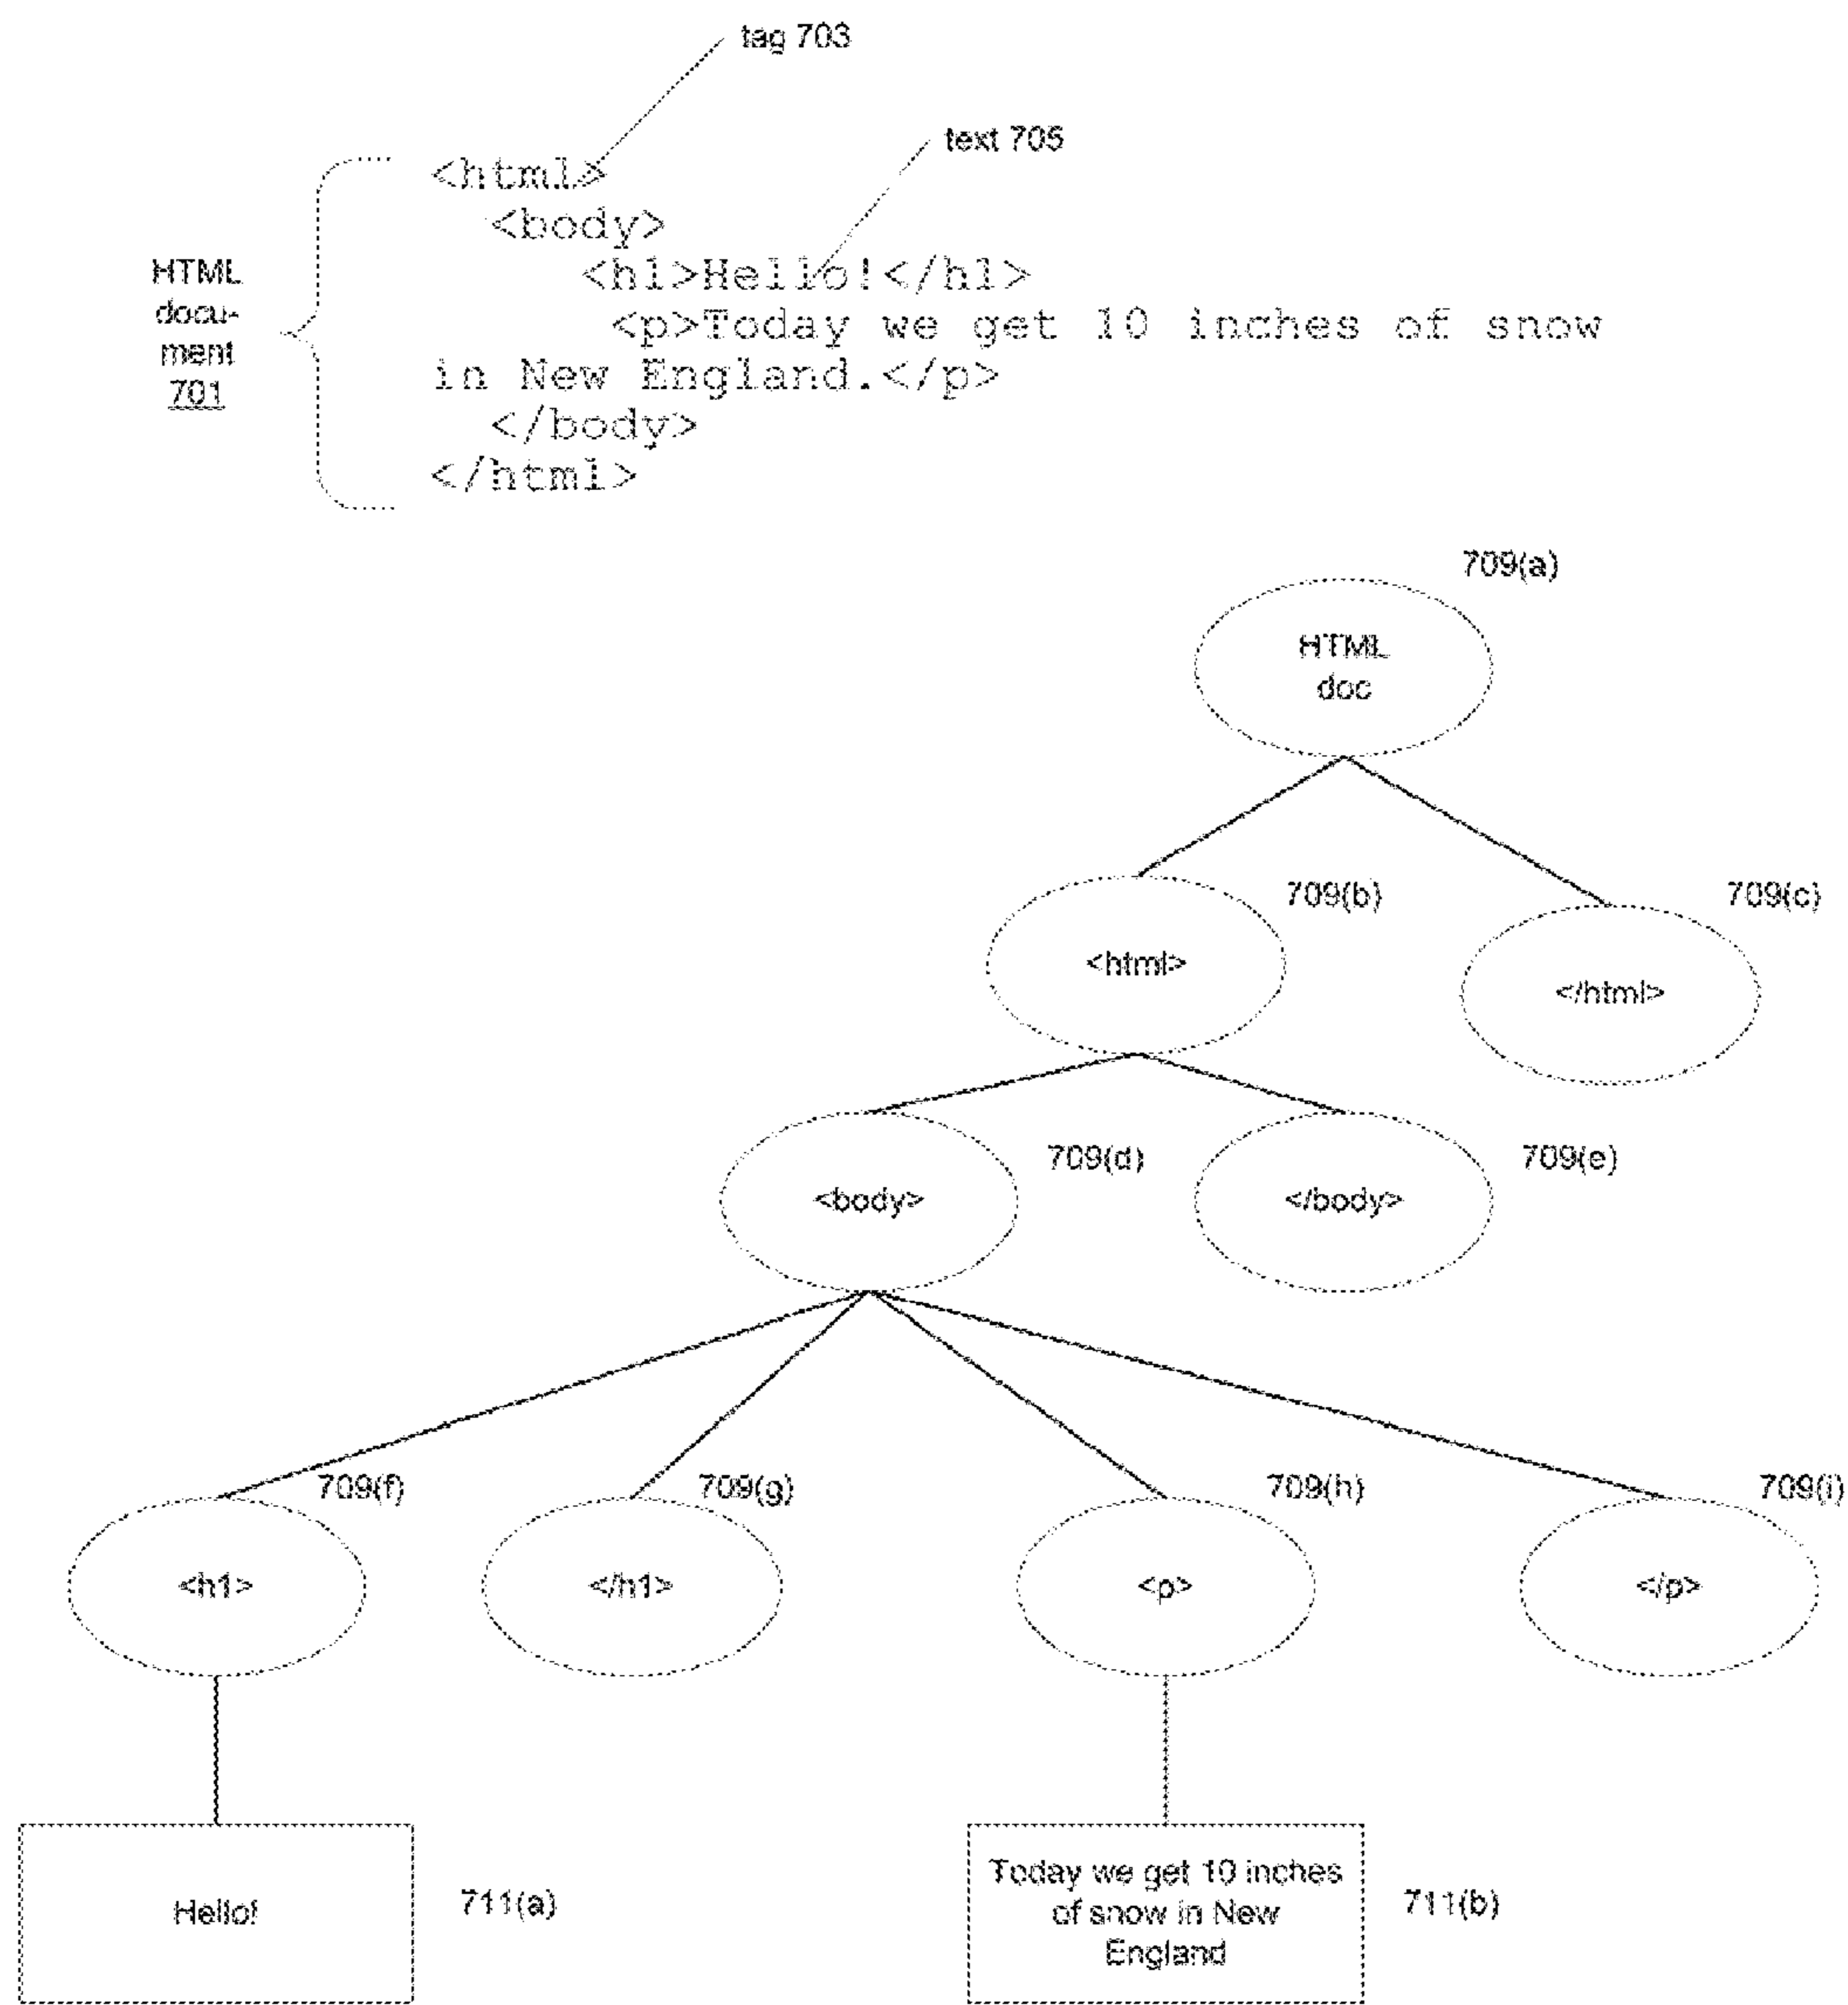 tag 703
text 705
HTML
docu-
ment
701
<html>
<body>
<h1>Hello!</h1>
<p>Today we get 10 inches of snow
in New England.</p>
</body>
</html>
709(a)
HTML
doc
709(b)
709(c)
<html>
</html>
709(d)
709(e)
<body>
</body>
709(f)
709(g)
709(h)
709(i)
<h1>
</h1>
<p>
</p>
Hello!
711(a)
Today we get 10 inches
of snow in New
England
711(b)